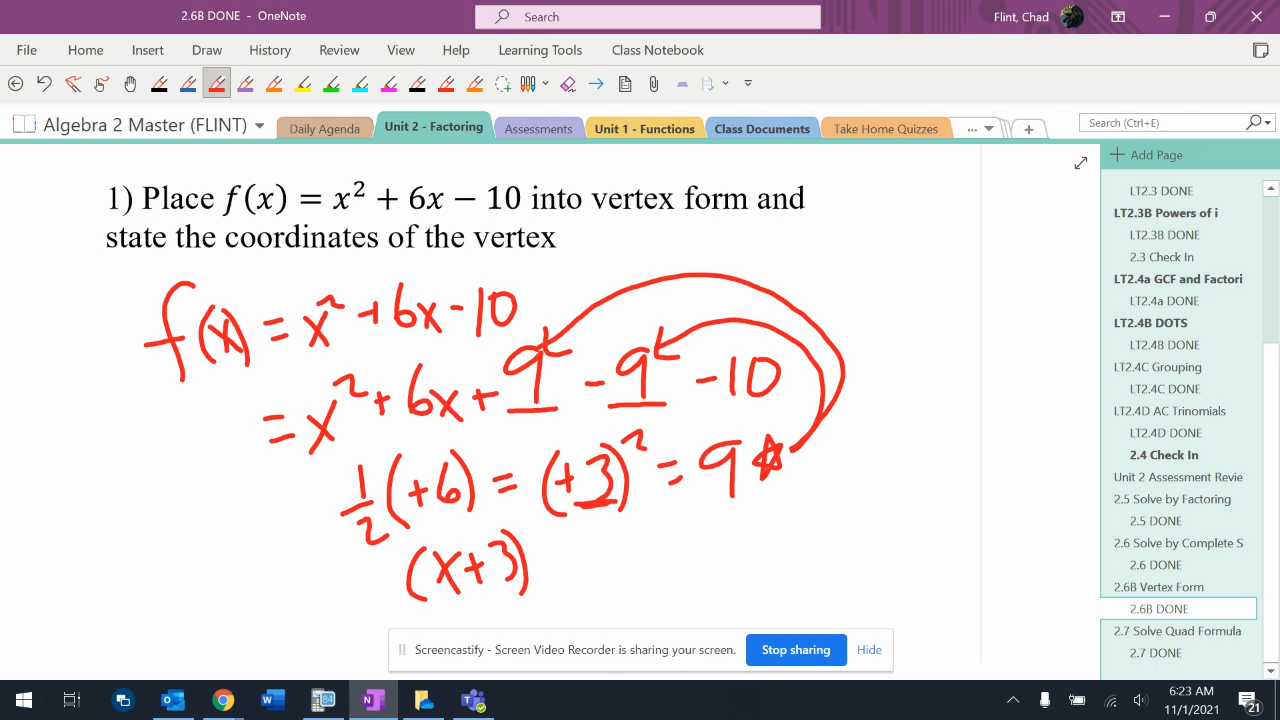 2.6B DONE - OneNote
Search
Flint, Chad
File Home Insert Draw History Review View Help Learning Tools Class Notebook
Algebra 2 Master (FLINT)
Daily Agenda
Unit 2 - Factoring
Assessments
Unit 1 - Functions
Class Documents
Take Home Quizzes
...
Search (Ctrl+E)
1) Place f(x) = x² + 6x − 10 into vertex form and
state the coordinates of the vertex
f(x) = x² + 6x - 10
= x² + 6x + 9 - 9 - 10
1/2 (+6) = (+3)² = 9
(x+3)
Add Page
LT2.3 DONE
LT2.3B Powers of i
LT2.3B DONE
2.3 Check In
LT2.4a GCF and Factori
LT2.4a DONE
LT2.4B DOTS
LT2.4B DONE
LT2.4C Grouping
LT2.4C DONE
LT2.4D AC Trinomials
LT2.4D DONE
2.4 Check In
Unit 2 Assessment Revie
2.5 Solve by Factoring
2.5 DONE
2.6 Solve by Complete S
2.6 DONE
2.6B Vertex Form
2.6B DONE
2.7 Solve Quad Formula
2.7 DONE
Screencastify - Screen Video Recorder is sharing your screen.
Stop sharing
Hide
6:23 AM
11/1/2021
21